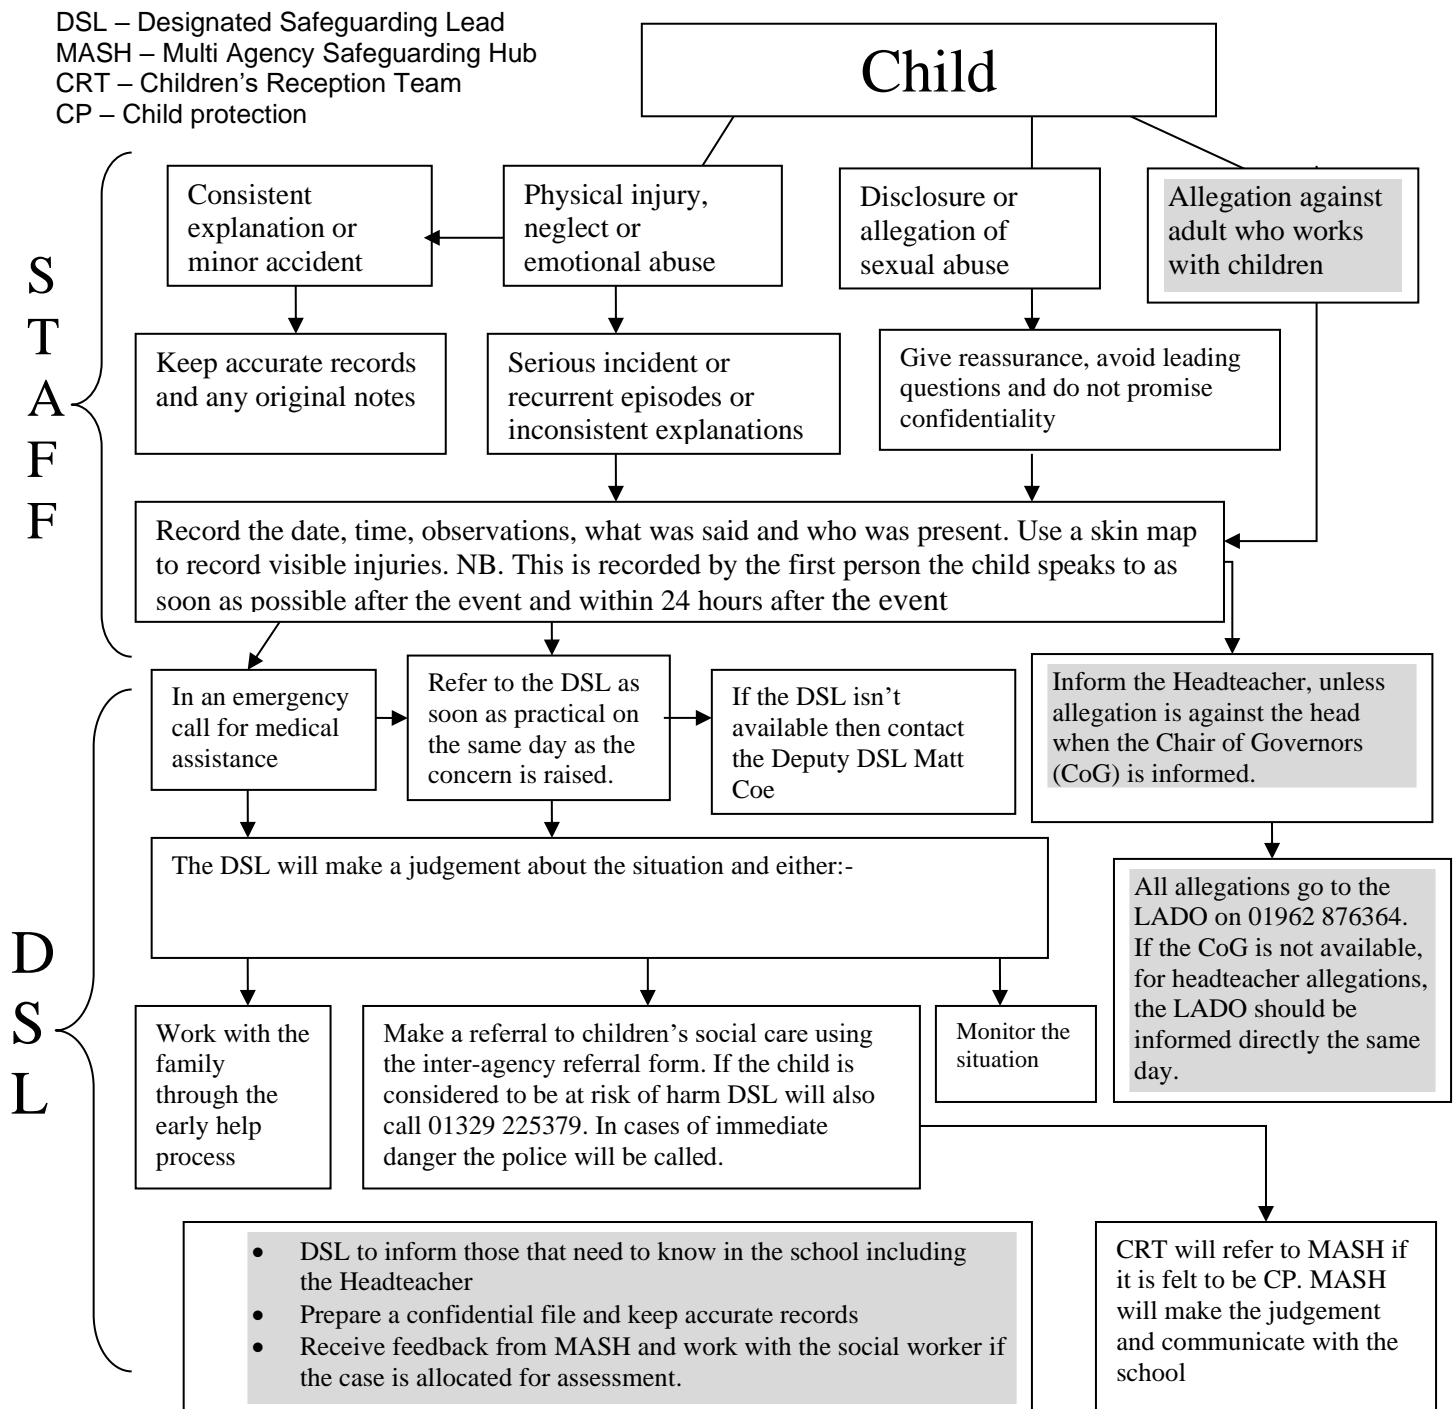 DSL – Designated Safeguarding Lead
MASH – Multi Agency Safeguarding Hub
CRT – Children's Reception Team
CP – Child protection
Child
Consistent
explanation or
minor accident
Physical injury,
neglect or
emotional abuse
Disclosure or
allegation of
sexual abuse
Allegation against
adult who works
with children
S
T
A
F
F
Keep accurate records
and any original notes
Serious incident or
recurrent episodes or
inconsistent explanations
Give reassurance, avoid leading
questions and do not promise
confidentiality
Record the date, time, observations, what was said and who was present. Use a skin map
to record visible injuries. NB. This is recorded by the first person the child speaks to as
soon as possible after the event and within 24 hours after the event
In an emergency
call for medical
assistance
Refer to the DSL as
soon as practical on
the same day as the
concern is raised.
If the DSL isn't
available then contact
the Deputy DSL Matt
Coe
Inform the Headteacher, unless
allegation is against the head
when the Chair of Governors
(CoG) is informed.
The DSL will make a judgement about the situation and either:-
All allegations go to the
LADO on 01962 876364.
If the CoG is not available,
for headteacher allegations,
the LADO should be
informed directly the same
day.
D
S
L
Work with the
family
through the
early help
process
Make a referral to children's social care using
the inter-agency referral form. If the child is
considered to be at risk of harm DSL will also
call 01329 225379. In cases of immediate
danger the police will be called.
Monitor the
situation
• DSL to inform those that need to know in the school including
the Headteacher
• Prepare a confidential file and keep accurate records
• Receive feedback from MASH and work with the social worker if
the case is allocated for assessment.
CRT will refer to MASH if
it is felt to be CP. MASH
will make the judgement
and communicate with the
school